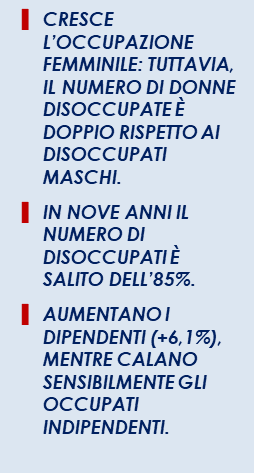 CRESCE
L'OCCUPAZIONE
FEMMINILE: TUTTAVIA,
IL NUMERO DI DONNE
DISOCCUPATE È
DOPPIO RISPETTO AI
DISOCCUPATI
MASCHI.
IN NOVE ANNI IL
NUMERO DI
DISOCCUPATI È
SALITO DELL'85%.
AUMENTANO I
DIPENDENTI (+6,1%),
MENTRE CALANO
SENSIBILMENTE GLI
OCCUPATI
INDIPENDENTI.